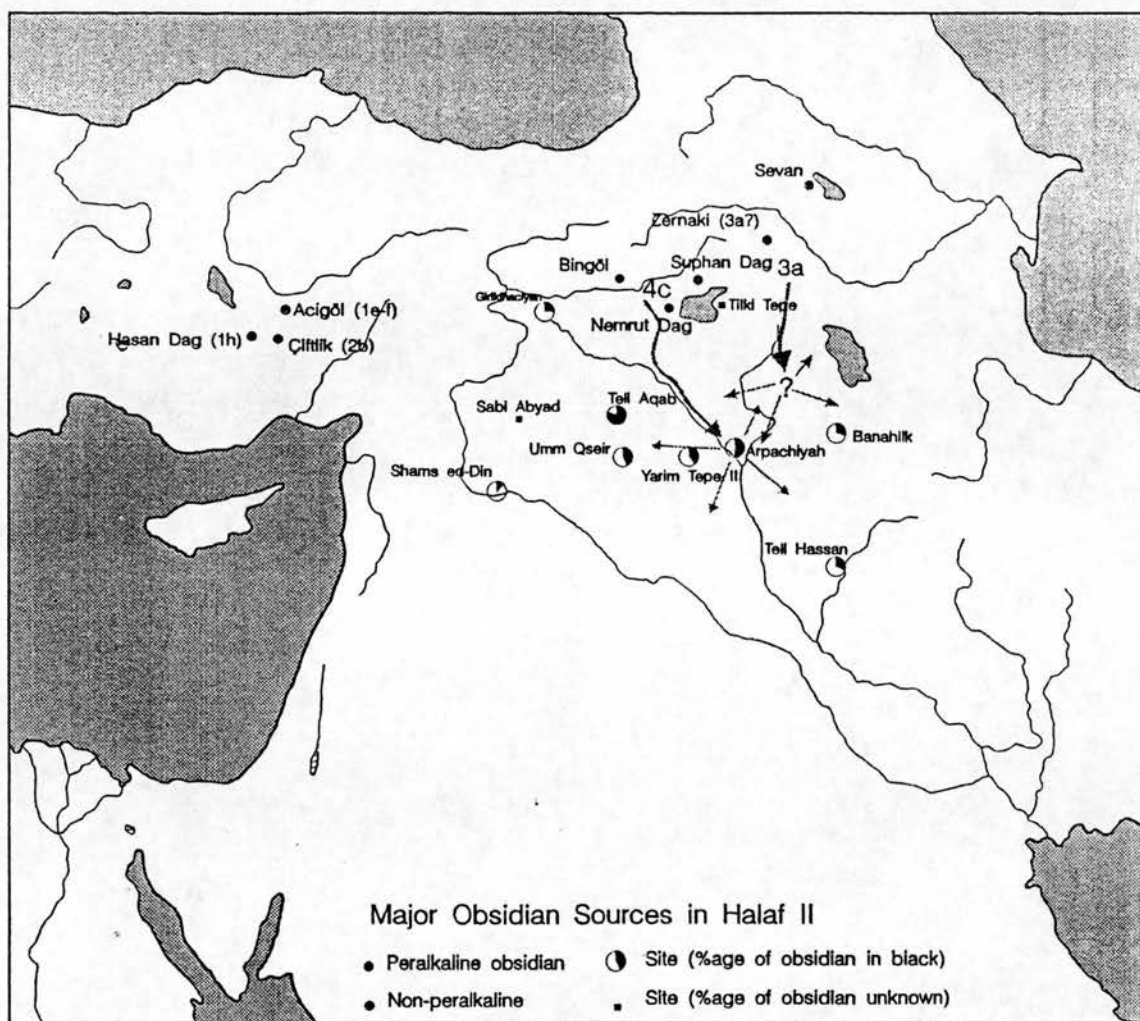 Sevan
Zernaki (3a?)
Bingöl
Suphan Dag
3a
4c
Tilki Tepe
Nemrut Dag
Acigöl (1e-f)
Hasan Dag (1h)
Çiftlik (2b)
Sabi Abyad
Tell Aqab
?
Banahilk
Umm Qseir
Arpachiyah
Yarim Tepe II
Shams ed-Din
Tell Hassan
Major Obsidian Sources in Halaf II
Peralkaline obsidian
Site (%age of obsidian in black)
Non-peralkaline
Site (%age of obsidian unknown)